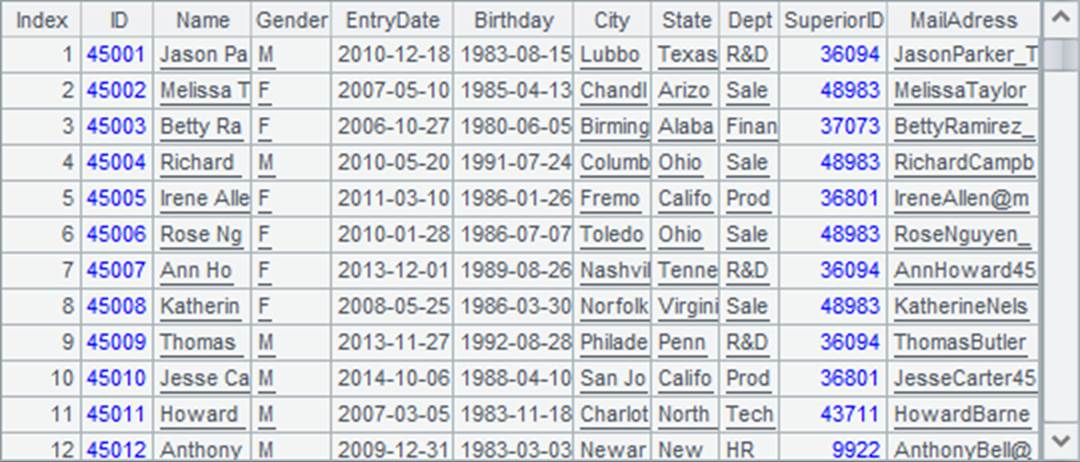 Index ID Name Gender EntryDate Birthday City State Dept SuperiorID MailAdress
1 45001 Jason Pa M 2010-12-18 1983-08-15 Lubbo Texas R&D 36094 JasonParker_T
2 45002 Melissa T F 2007-05-10 1985-04-13 Chandl Arizo Sale 48983 MelissaTaylor
3 45003 Betty Ra F 2006-10-27 1980-06-05 Birming Alaba Finan 37073 BettyRamirez_
4 45004 Richard M 2010-05-20 1991-07-24 Columb Ohio Sale 48983 RichardCampb
5 45005 Irene Alle F 2011-03-10 1986-01-26 Fremo Califo Prod 36801 IreneAllen@m
6 45006 Rose Ng F 2010-01-28 1986-07-07 Toledo Ohio Sale 48983 RoseNguyen_
7 45007 Ann Ho F 2013-12-01 1989-08-26 Nashvil Tenne R&D 36094 AnnHoward45
8 45008 Katherin F 2008-05-25 1986-03-30 Norfolk Virgini Sale 48983 KatherineNels
9 45009 Thomas M 2013-11-27 1992-08-28 Philade Penn R&D 36094 ThomasButler
10 45010 Jesse Ca M 2014-10-06 1988-04-10 San Jo Califo Prod 36801 JesseCarter45
11 45011 Howard M 2007-03-05 1983-11-18 Charlot North Tech 43711 HowardBarne
12 45012 Anthony M 2009-12-31 1983-03-03 Newar New HR 9922 AnthonyBell@